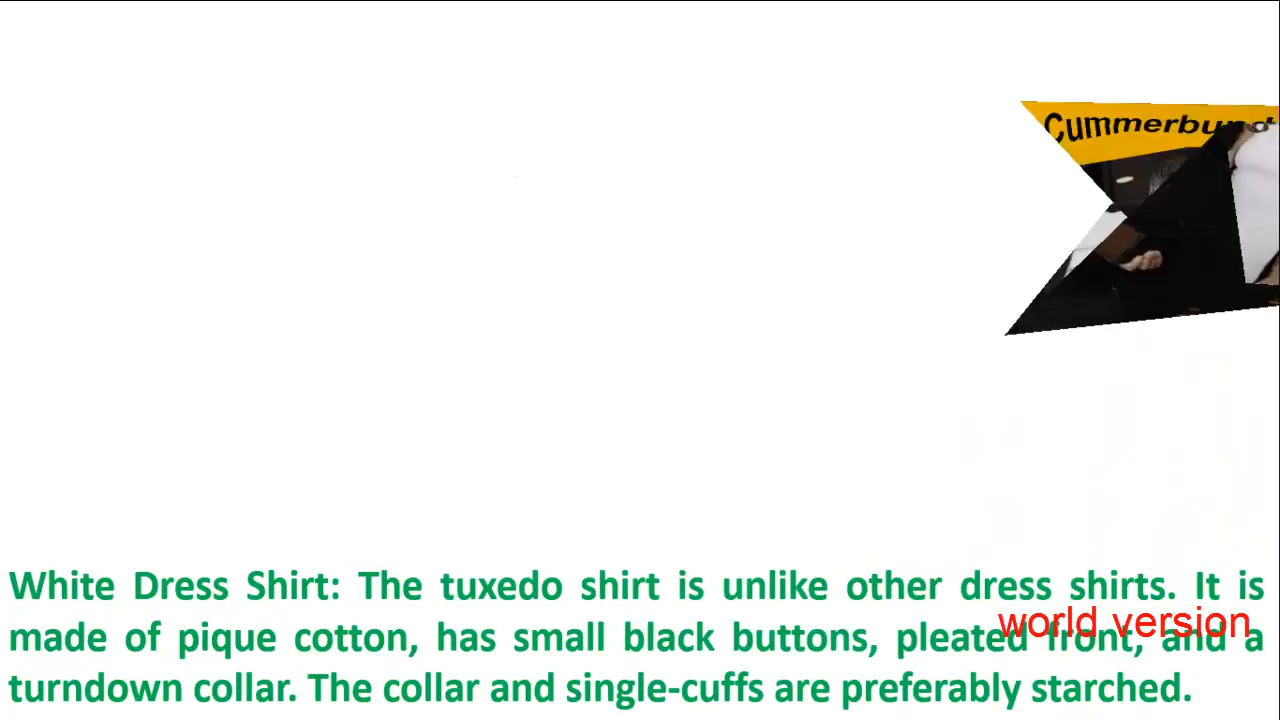 Cummerbund
White Dress Shirt: The tuxedo shirt is unlike other dress shirts. It is
made of pique cotton, has small black buttons, pleated front, and a
world version
turndown collar. The collar and single-cuffs are preferably starched.